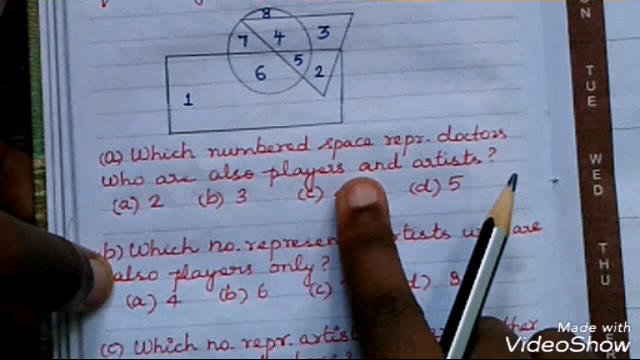 8
7 4 3
5
6 2
1
(a) Which numbered space repr. doctors
who are also players and artists?
(a) 2 (b) 3 (c) (d) 5
b) Which no. represen are
also players only?
(a) 4 (b) 6 (c) d) 8
(c) Which no. repr. artis
ON
TUE
WED
THU
Made with
VideoShow